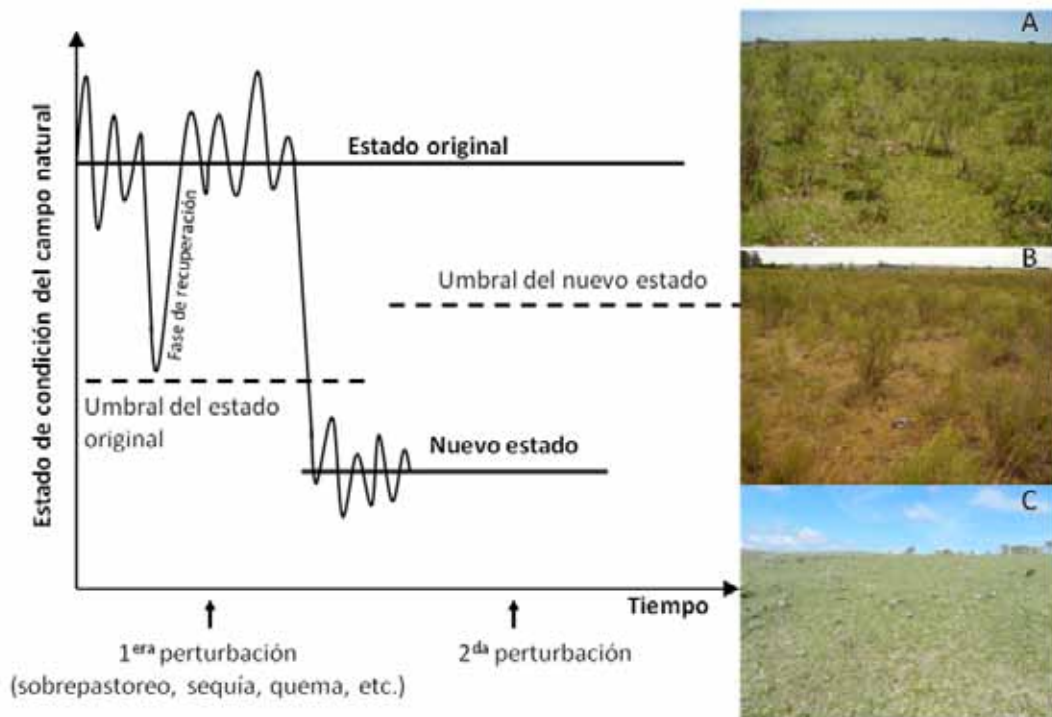 Estado de condición del campo natural
Estado original
Fase de recuperación
Umbral del nuevo estado
Umbral del estado
original
Nuevo estado
Tiempo
1era perturbación
(sobrepastoreo, sequía, quema, etc.)
2da perturbación
A
B
C